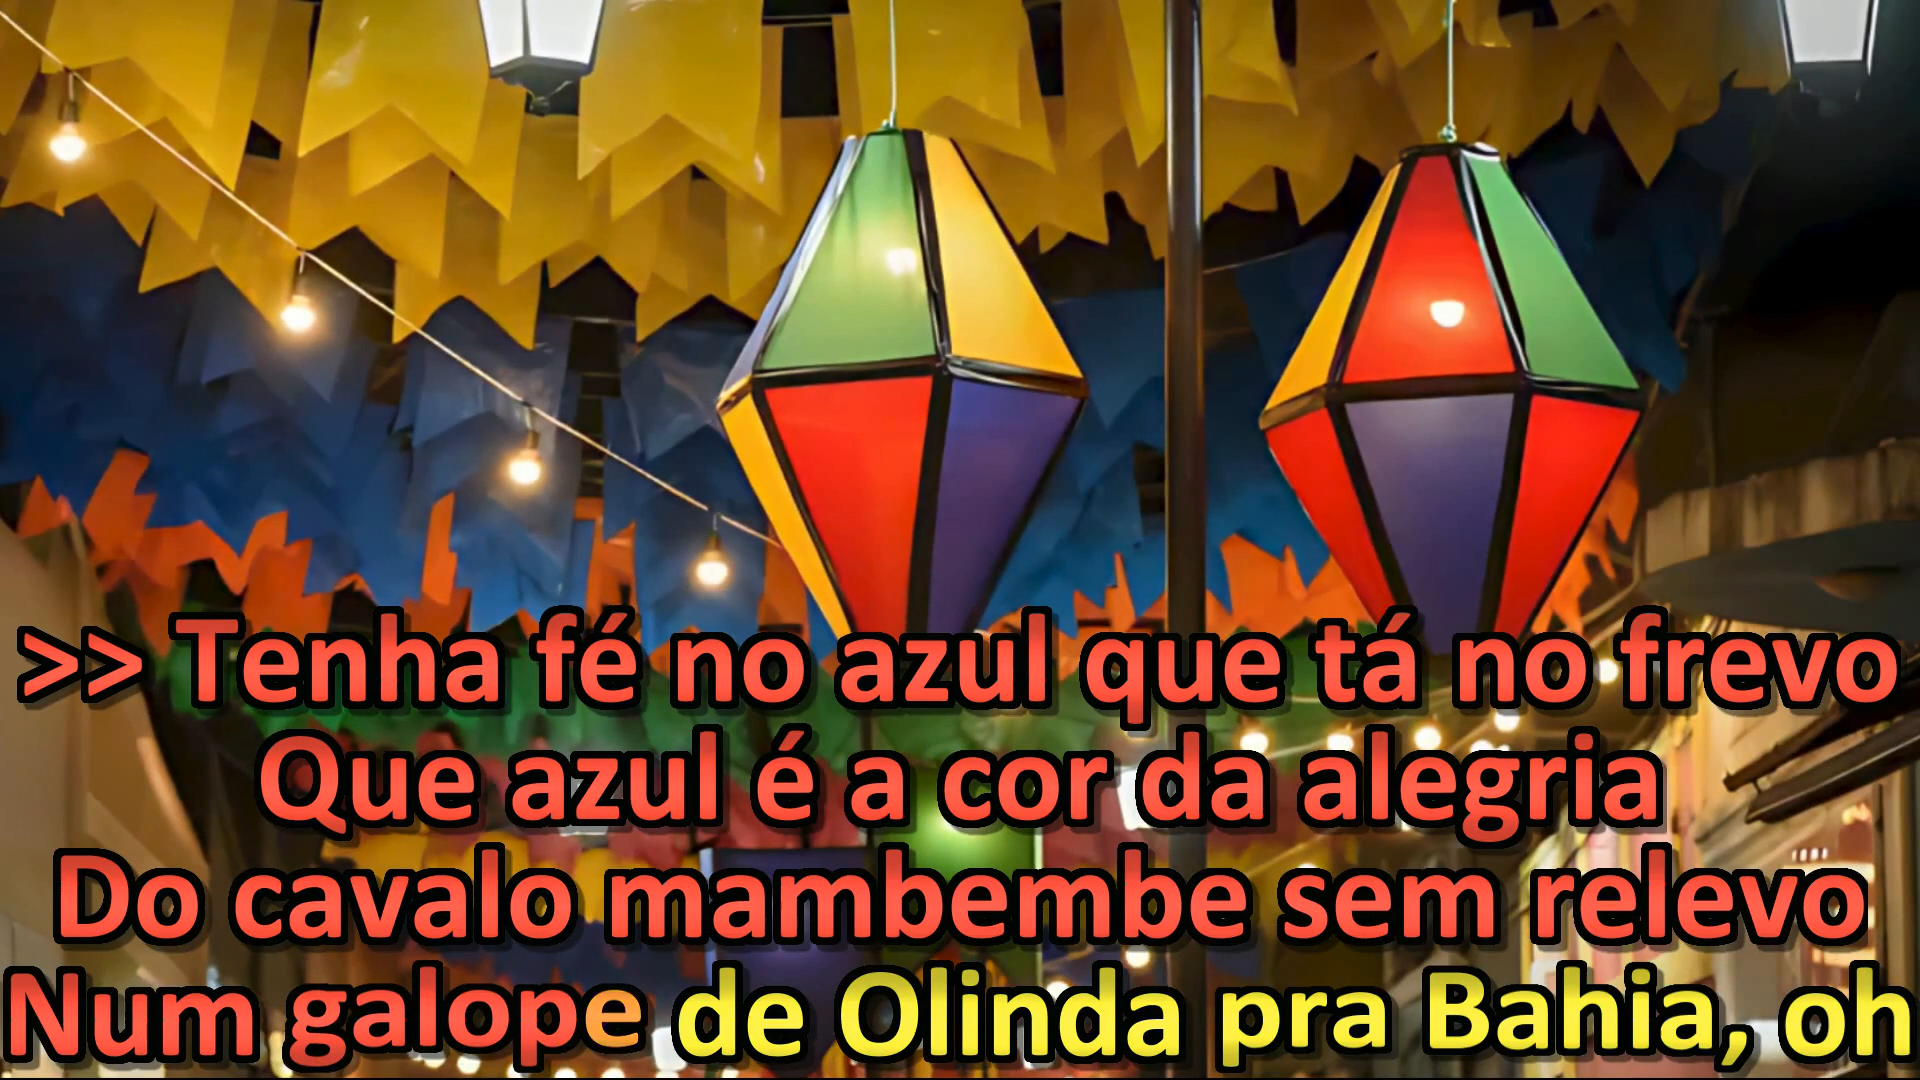 >> Tenha fé no azul que tá no frevo
Que azul é a cor da alegria
Do cavalo mambembe sem relevo
Num galope de Olinda pra Bahia, oh